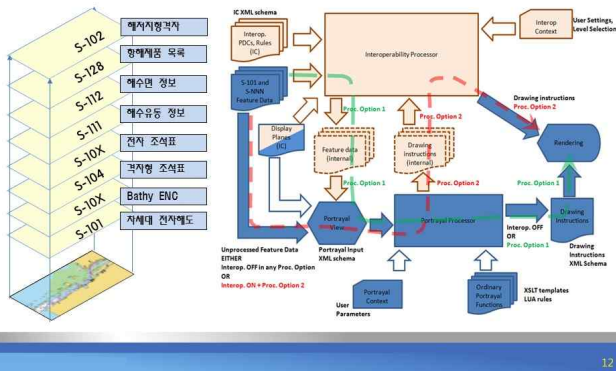 S-102
해저지형격자
S-128
항해제품 목록
S-112
해수면 정보
S-111
해수유동 정보
S-10X
전자 조석표
S-104
격자형 조석표
S-10X
Bathy ENC
S-101
차세대 전자해도
IC XML schema
Interop.
PDCs, Rules
(IC)
Interoperability Processor
Interop
Context
User Settings,
Level Selection
S-101 and
S-NNN
Feature Data
Proc. Option 1
Proc. Option 2
Drawing instructions
Proc. Option 2
Display
Planes
(IC)
Feature data
(internal)
Drawing
instructions
(internal)
Rendering
Proc. Option 1
Proc. Option 2
Proc. Option 1
Portrayal
View
Portrayal Processor
Drawing
Instructions
Interop. OFF
OR
Proc. Option 1
Unprocessed Feature Data
EITHER
Interop. OFF in any Proc. Option
OR
Interop. ON + Proc. Option 2
Portrayal Input
XML schema
Drawing
Instructions
XML Schema
Portrayal
Context
User
Parameters
Ordinary
Portrayal
Functions
XSLT templates
LUA rules
12